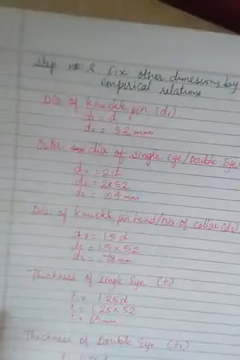 Step no 2. Fix other dimesions by
empirical relations
Dia of knuckle pin (d1)
d1 = d
d1 = 52 mm
Outer dia of Single Eye/Double Eye
d2 = 2d
d2 = 2x52
d2 = 104 mm
Dia of knuckle pin head/Dia of collar (d3)
d3 = 1.5d
d3 = 1.5 x 52
d3 = 78 mm
Thickness of Single Eye (t)
t = 1.25d
t = 1.25 x 52
t = 65 mm
Thickness of Double Eye (t1)